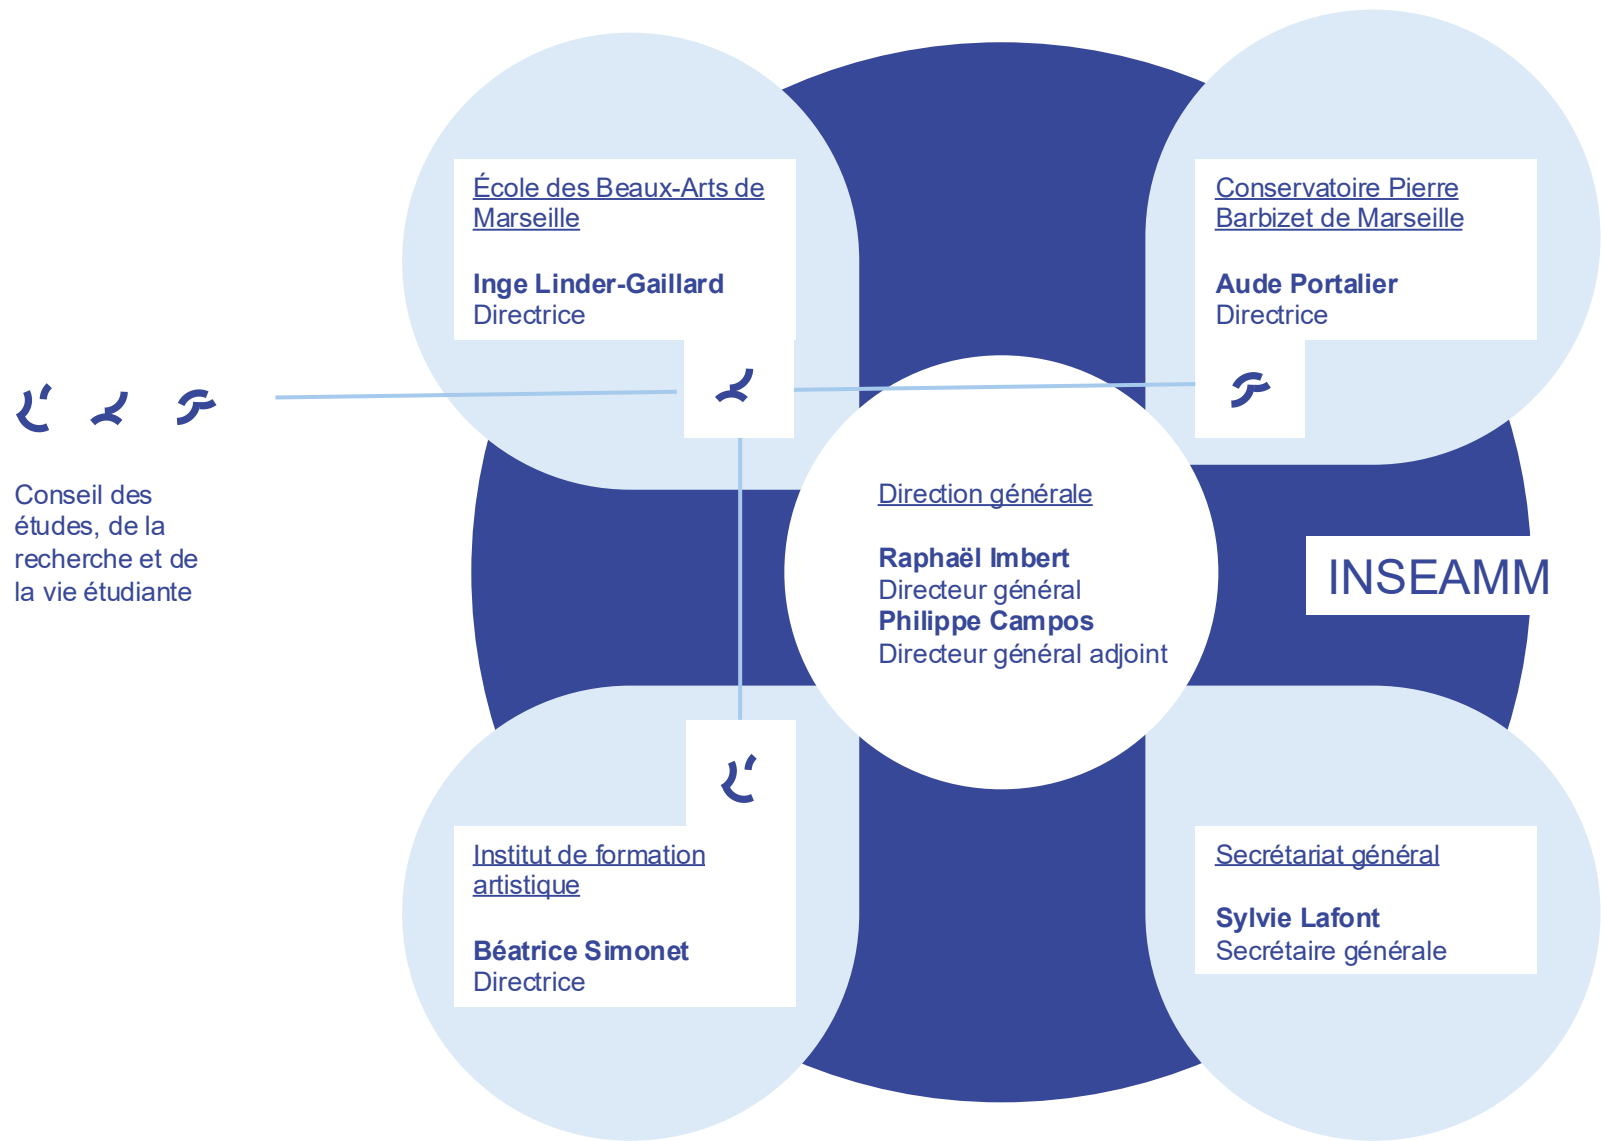 École des Beaux-Arts de
Marseille
Inge Linder-Gaillard
Directrice
Conservatoire Pierre
Barbizet de Marseille
Aude Portalier
Directrice
Conseil des
études, de la
recherche et de
la vie étudiante
Direction générale
Raphaël Imbert
Directeur général
Philippe Campos
Directeur général adjoint
INSEAMM
Institut de formation
artistique
Béatrice Simonet
Directrice
Secrétariat général
Sylvie Lafont
Secrétaire générale